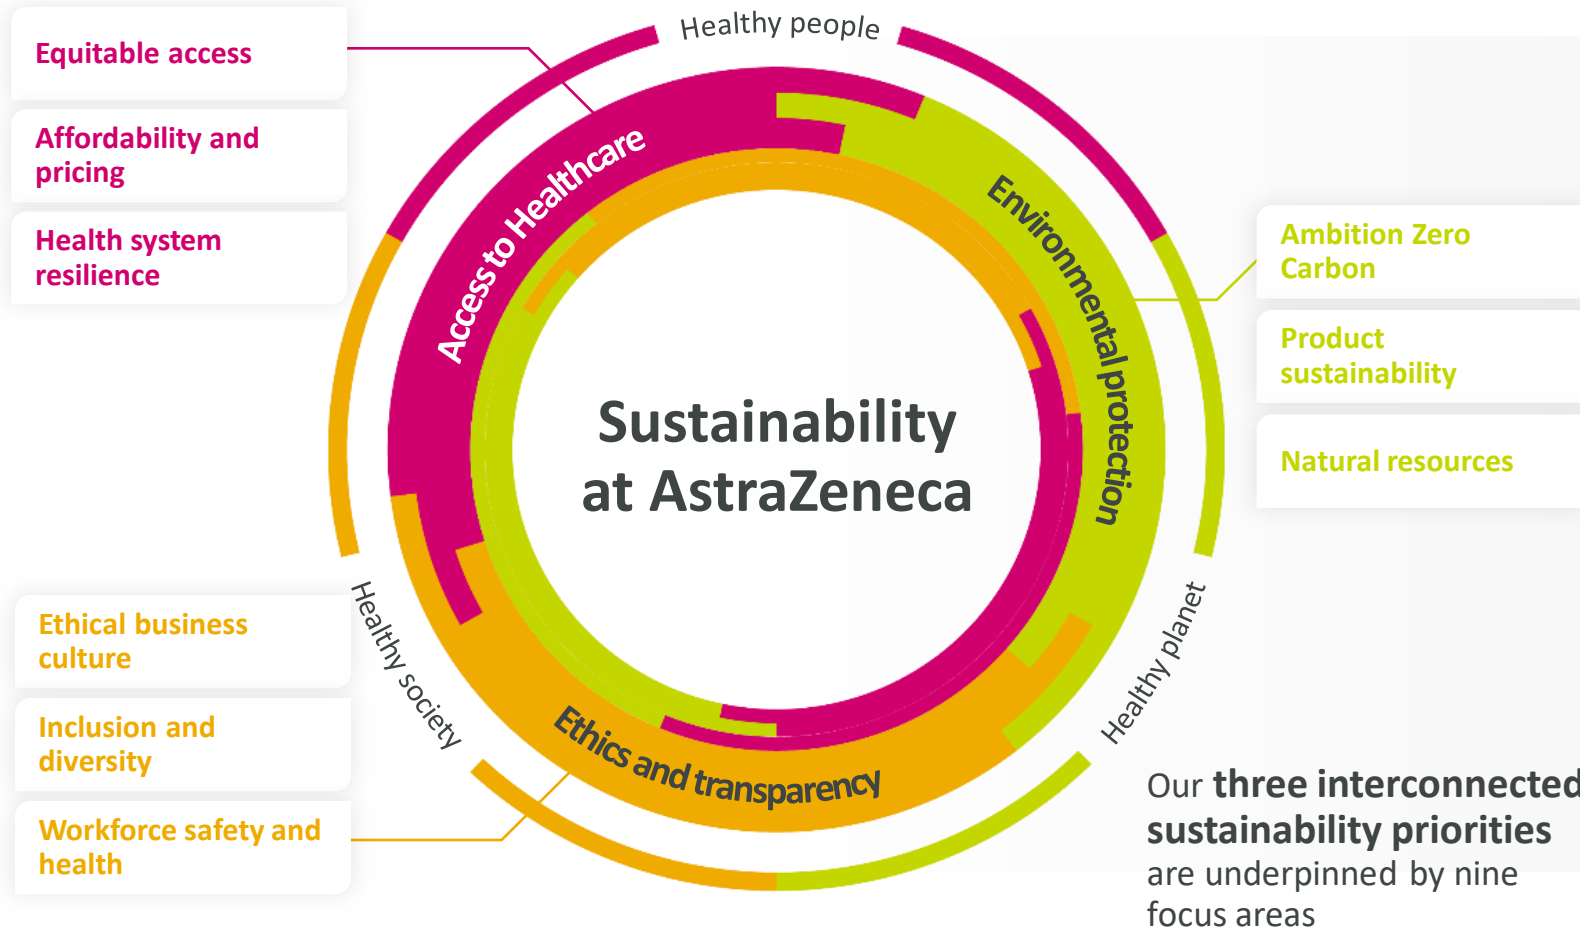 Healthy people
Equitable access
Affordability and
pricing
Health system
resilience
Access to Healthcare
Environmental protection
Ambition Zero
Carbon
Product
sustainability
Natural resources
Sustainability
at AstraZeneca
Healthy society
Healthy planet
Ethical business
culture
Inclusion and
diversity
Workforce safety and
health
Ethics and transparency
Our three interconnected
sustainability priorities
are underpinned by nine
focus areas